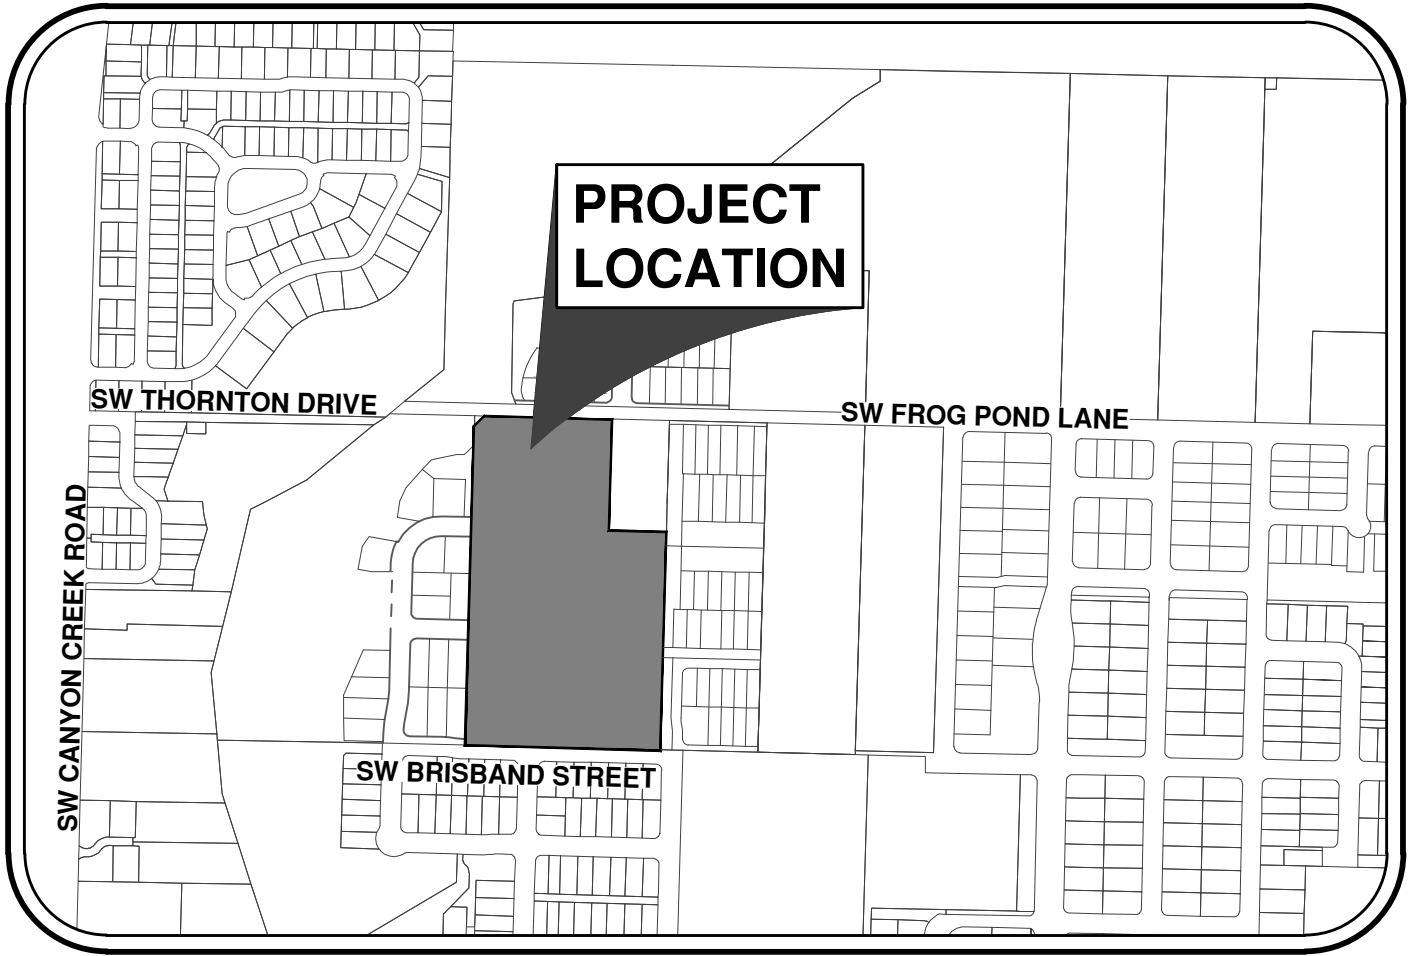 PROJECT
LOCATION
SW THORNTON DRIVE
SW FROG POND LANE
SW CANYON CREEK ROAD
SW BRISBAND STREET